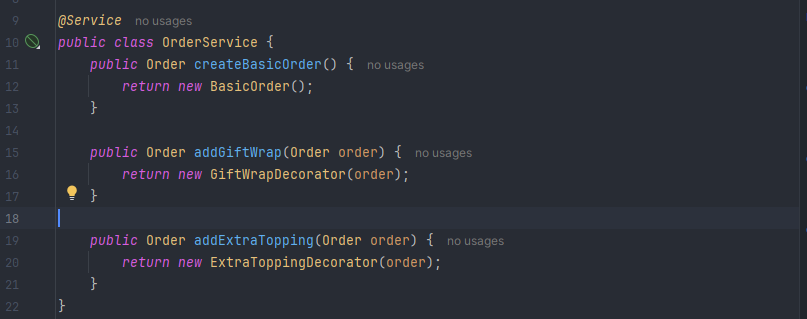 9 @Service no usages
10 public class OrderService {
11 public Order createBasicOrder() { no usages
12 return new BasicOrder();
13 }
14
15 public Order addGiftWrap(Order order) { no usages
16 return new GiftWrapDecorator(order);
17 }
18
19 public Order addExtraTopping(Order order) { no usages
20 return new ExtraToppingDecorator(order);
21 }
22 }